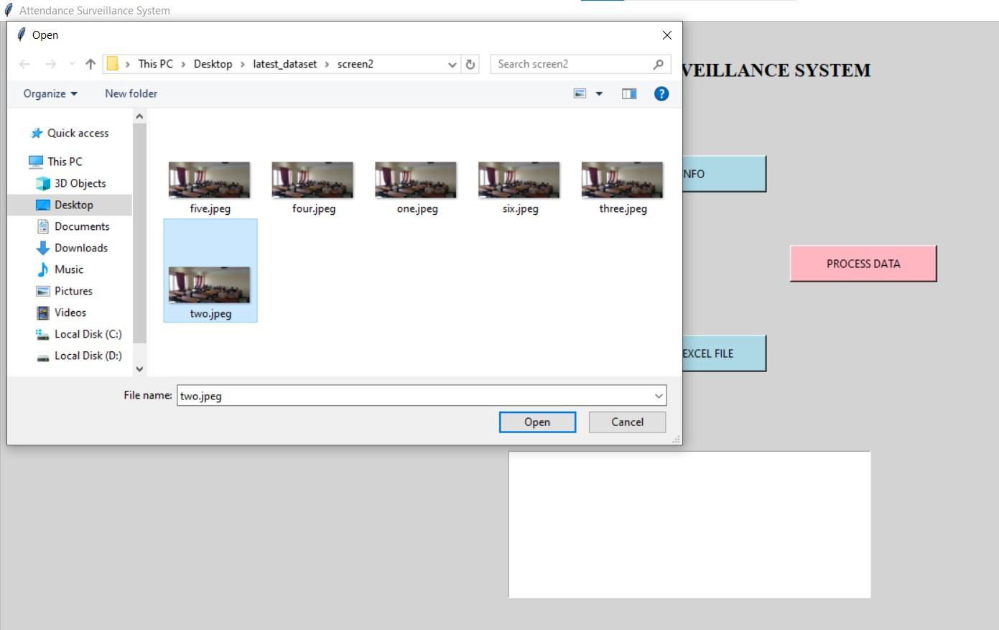 Attendance Surveillance System
Open
This PC > Desktop > latest_dataset > screen2
Search screen2
Organize
New folder
Quick access
This PC
3D Objects
Desktop
Documents
Downloads
Music
Pictures
Videos
Local Disk (C:)
Local Disk (D:)
five.jpeg
four.jpeg
one.jpeg
six.jpeg
three.jpeg
two.jpeg
File name: two.jpeg
Open
Cancel
VEILLANCE SYSTEM
NFO
PROCESS DATA
EXCEL FILE